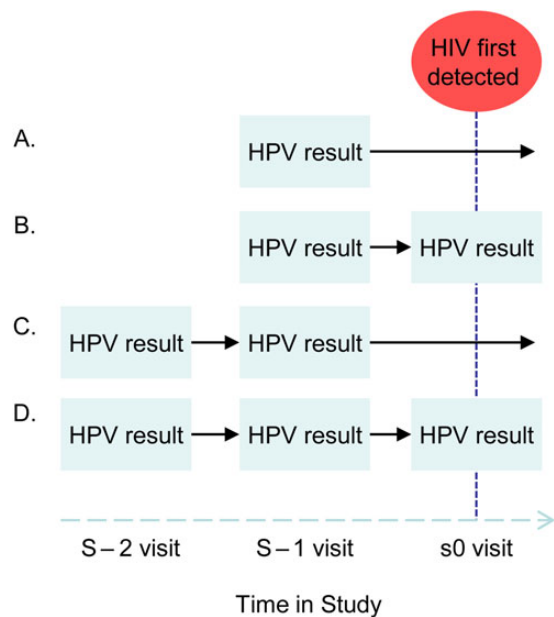 HIV first
detected
A.
HPV result
B.
HPV result HPV result
C.
HPV result HPV result
D.
HPV result HPV result HPV result
S – 2 visit S – 1 visit s0 visit
Time in Study